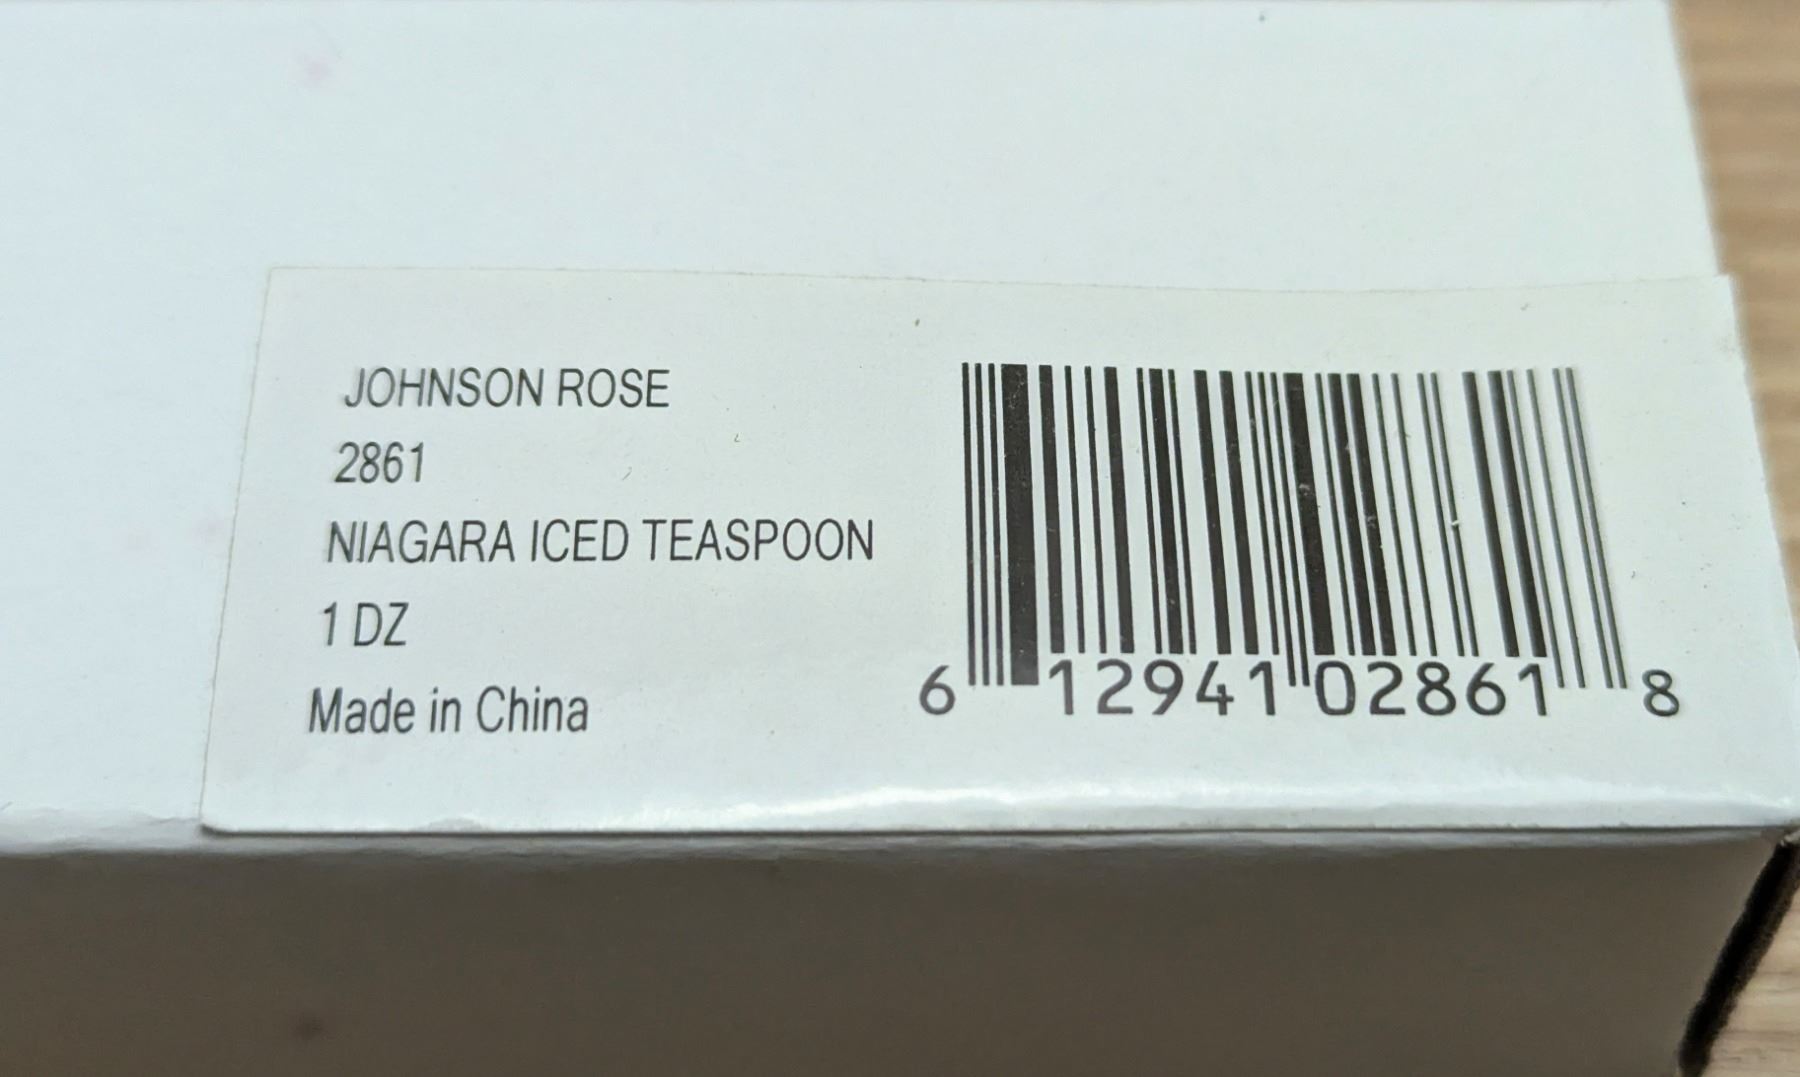 JOHNSON ROSE
2861
NIAGARA ICED TEASPOON
1 DZ
Made in China
6 12941 02861 8